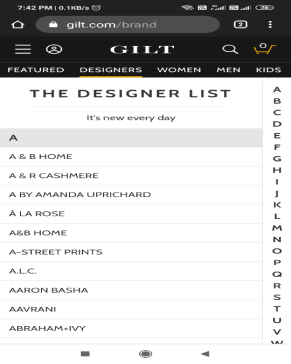 7:42 PM | 0.1KB/s
gilt.com/brand
2
GILT
0
FEATURED DESIGNERS WOMEN MEN KIDS
THE DESIGNER LIST
It's new every day
A
A & B HOME
A & R CASHMERE
A BY AMANDA UPRICHARD
À LA ROSE
A&B HOME
A-STREET PRINTS
A.L.C.
AARON BASHA
AAVRANI
ABRAHAM+IVY
A
B
C
D
E
F
G
H
I
J
K
L
M
N
O
P
Q
R
S
T
U
V
W